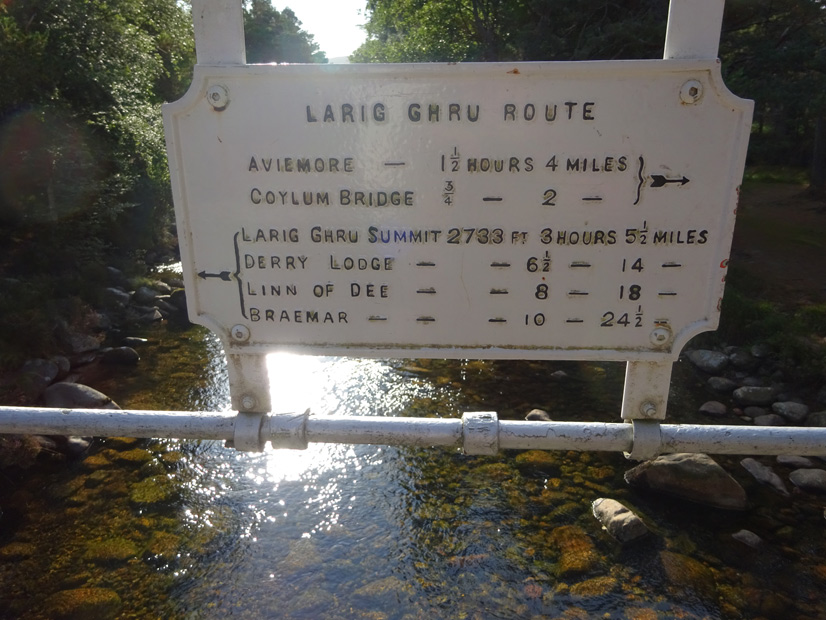 LARIG GHRU ROUTE
AVIEMORE — 1½ HOURS 4 MILES
COYLUM BRIDGE ¾ — 2 —
LARIG GHRU SUMMIT 2733 FT 3 HOURS 5½ MILES
DERRY LODGE — — 6½ — 14 —
LINN OF DEE — — 8 — 18 —
BRAEMAR — — — 10 — 24½ —